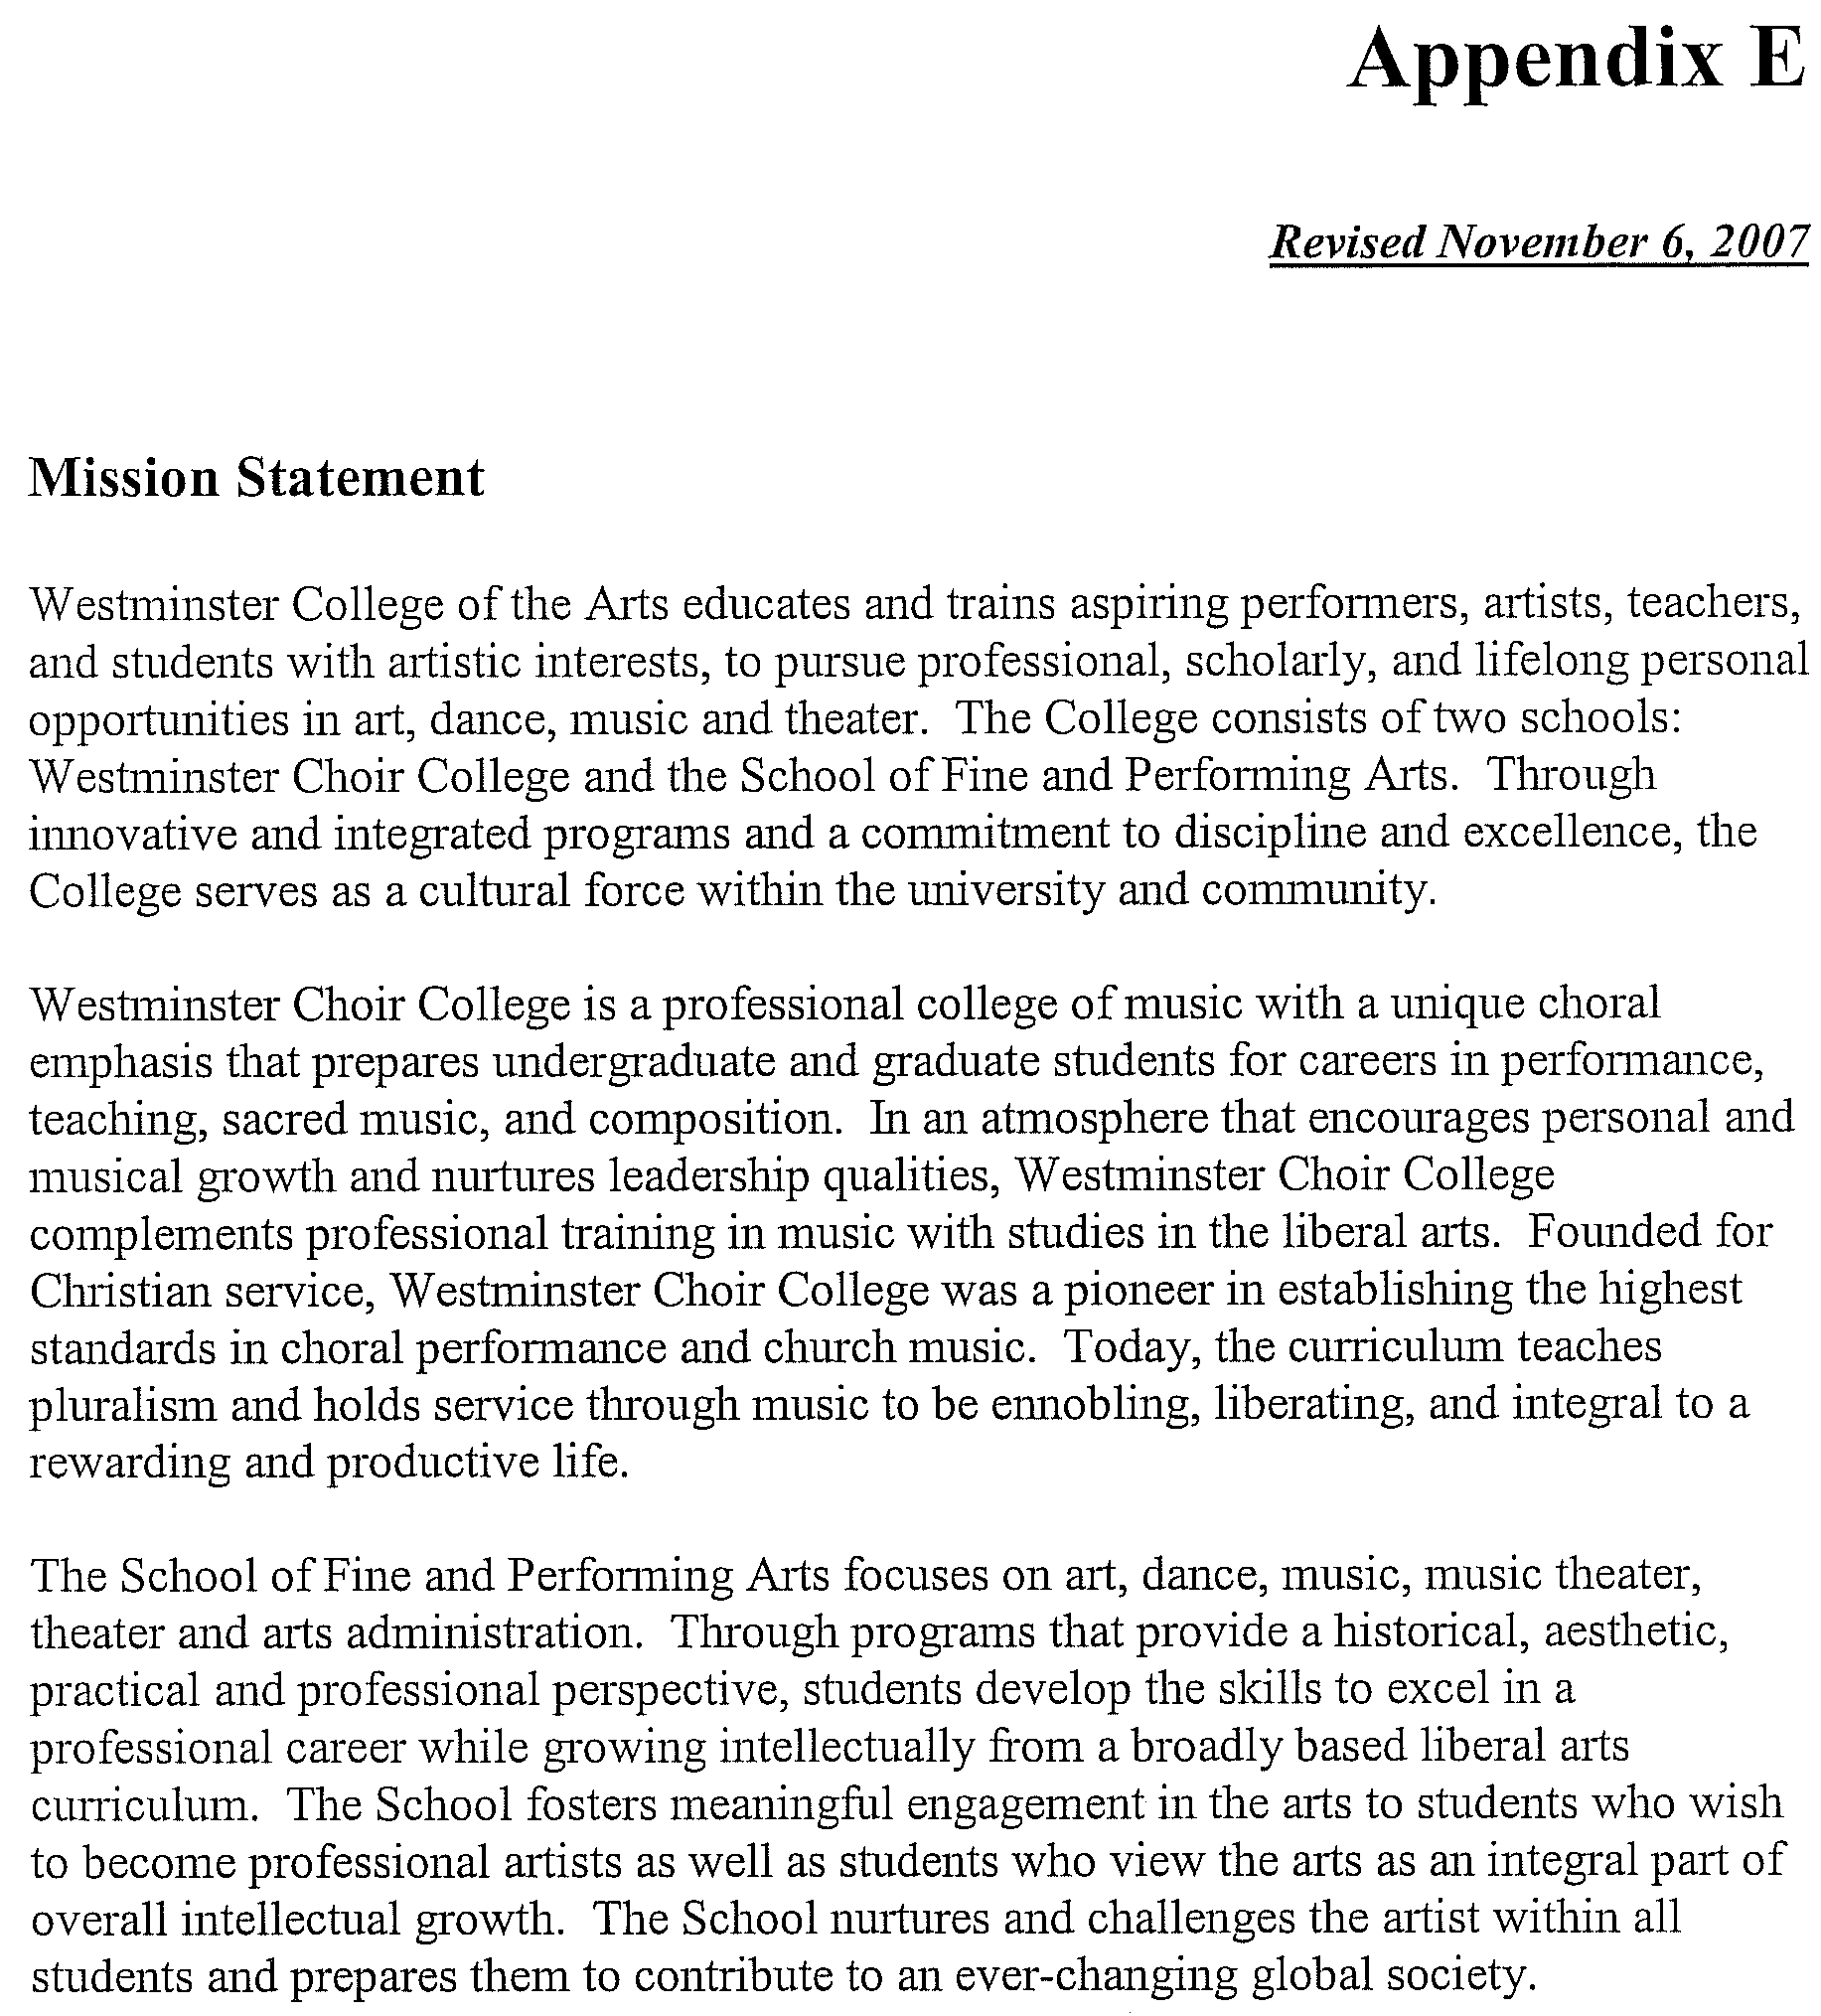 Appendix E
Revised November 6, 2007
Mission Statement
Westminster College of the Arts educates and trains aspiring performers, artists, teachers,
and students with artistic interests, to pursue professional, scholarly, and lifelong personal
opportunities in art, dance, music and theater.  The College consists of two schools:
Westminster Choir College and the School of Fine and Performing Arts.  Through
innovative and integrated programs and a commitment to discipline and excellence, the
College serves as a cultural force within the university and community.
Westminster Choir College is a professional college of music with a unique choral
emphasis that prepares undergraduate and graduate students for careers in performance,
teaching, sacred music, and composition.  In an atmosphere that encourages personal and
musical growth and nurtures leadership qualities, Westminster Choir College
complements professional training in music with studies in the liberal arts.  Founded for
Christian service, Westminster Choir College was a pioneer in establishing the highest
standards in choral performance and church music.  Today, the curriculum teaches
pluralism and holds service through music to be ennobling, liberating, and integral to a
rewarding and productive life.
The School of Fine and Performing Arts focuses on art, dance, music, music theater,
theater and arts administration.  Through programs that provide a historical, aesthetic,
practical and professional perspective, students develop the skills to excel in a
professional career while growing intellectually from a broadly based liberal arts
curriculum.  The School fosters meaningful engagement in the arts to students who wish
to become professional artists as well as students who view the arts as an integral part of
overall intellectual growth.  The School nurtures and challenges the artist within all
students and prepares them to contribute to an ever-changing global society.